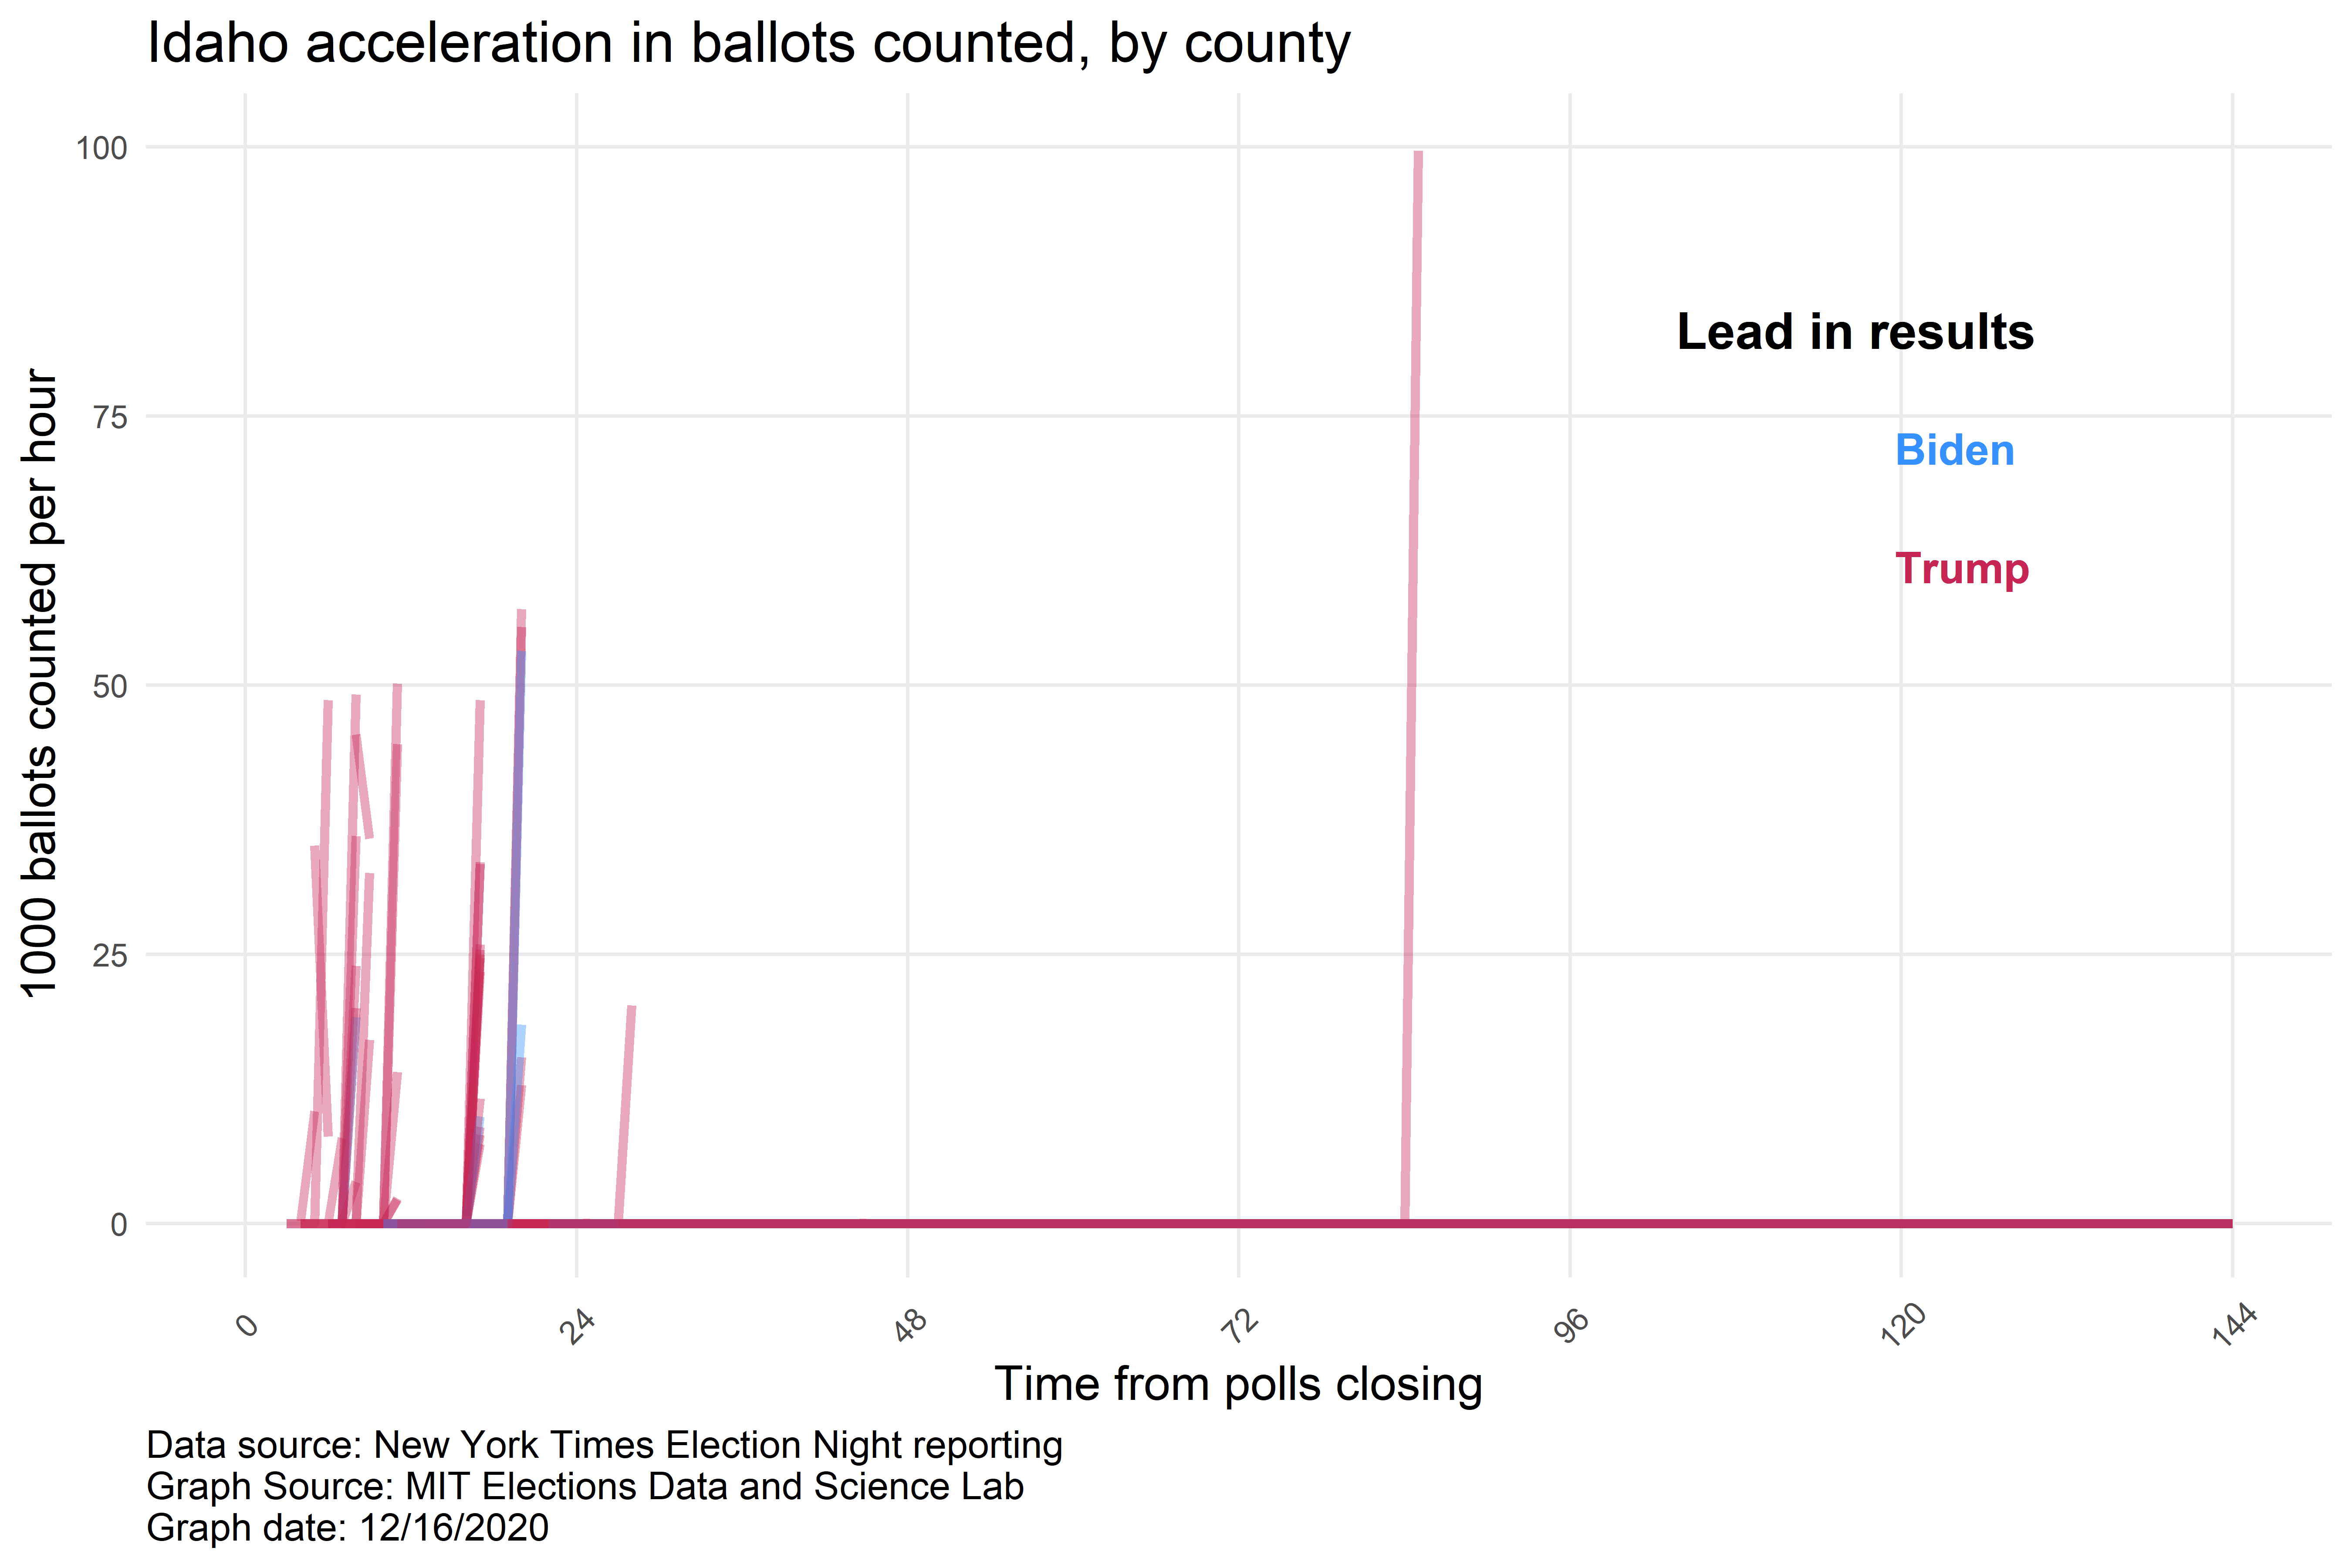 Idaho acceleration in ballots counted, by county
1000 ballots counted per hour
100
75
50
25
0
Lead in results
Biden
Trump
0
24
48
72
96
120
144
Time from polls closing
Data source: New York Times Election Night reporting
Graph Source: MIT Elections Data and Science Lab
Graph date: 12/16/2020